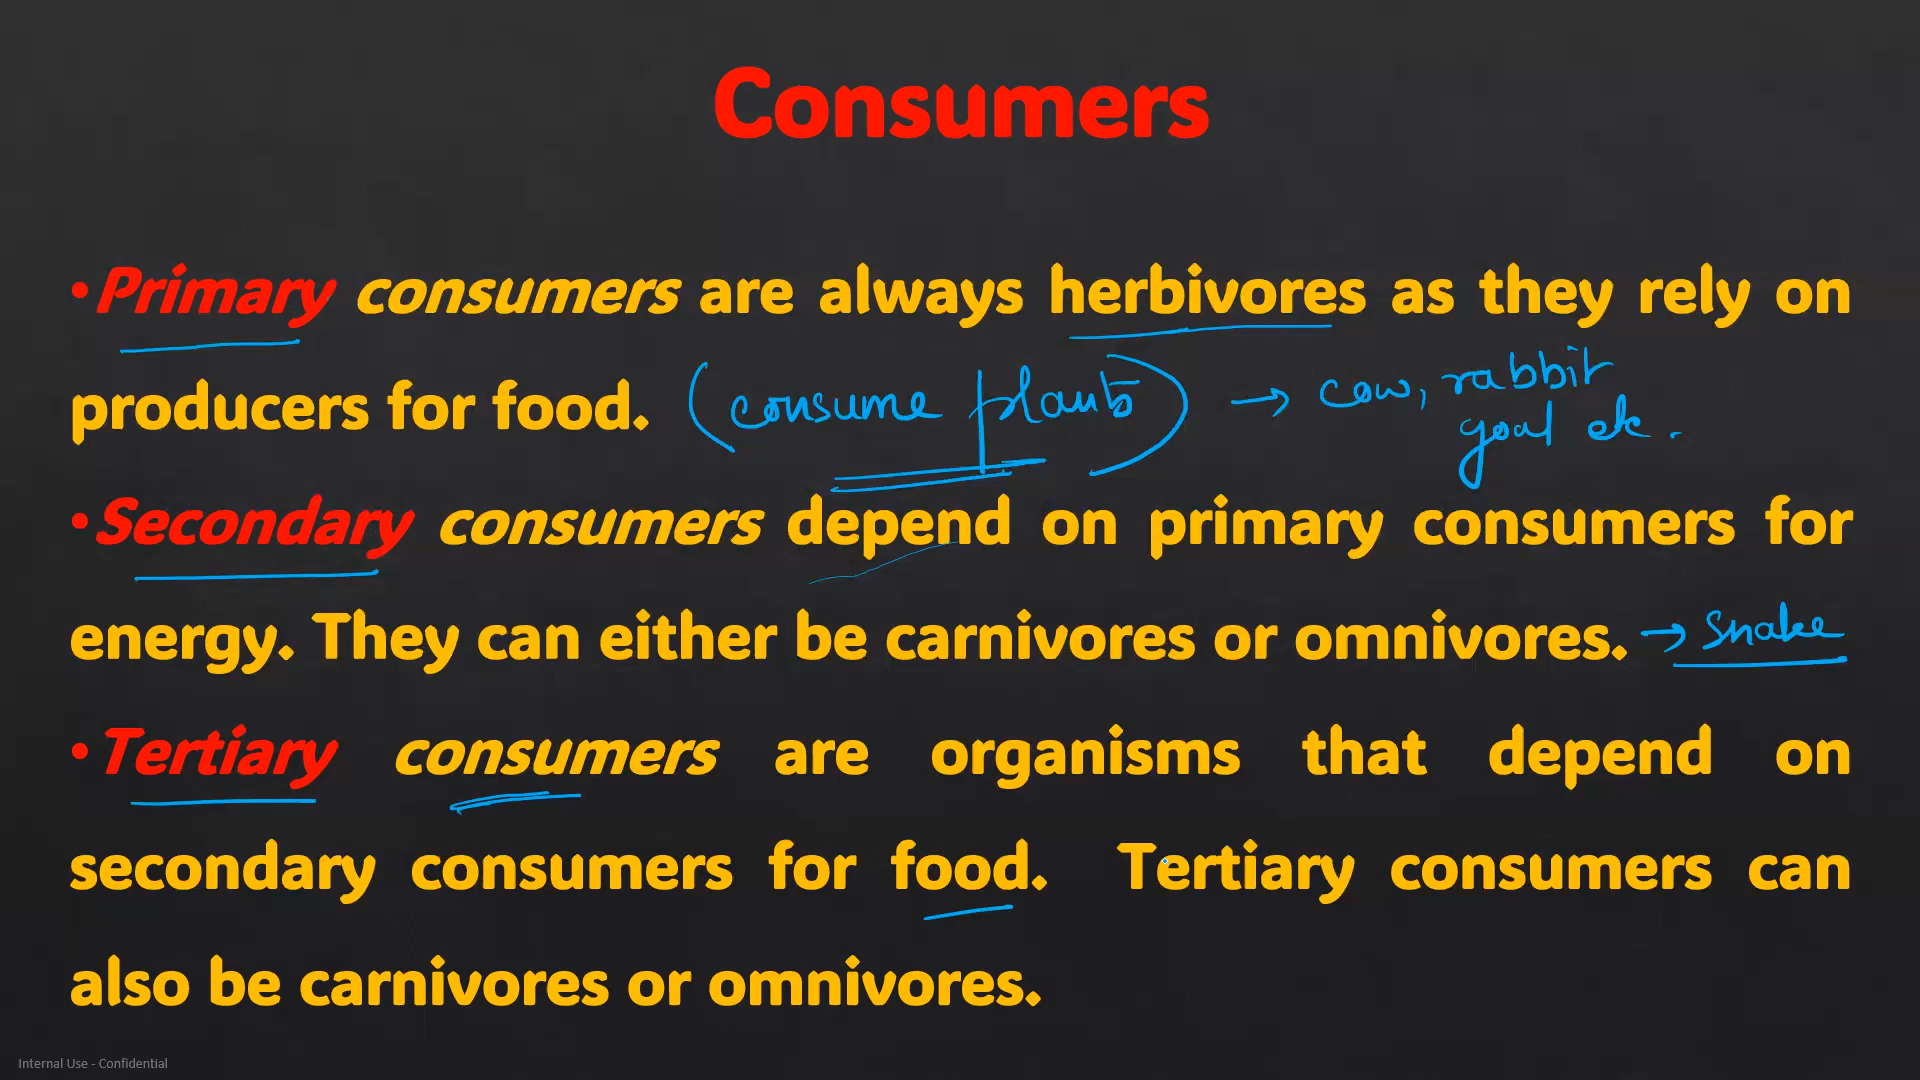 Consumers
•Primary consumers are always herbivores as they rely on
producers for food. (consume plants) → cow, rabbit
goat etc.
•Secondary consumers depend on primary consumers for
energy. They can either be carnivores or omnivores. → Snake
•Tertiary consumers are organisms that depend on
secondary consumers for food. Tertiary consumers can
also be carnivores or omnivores.
Internal Use - Confidential